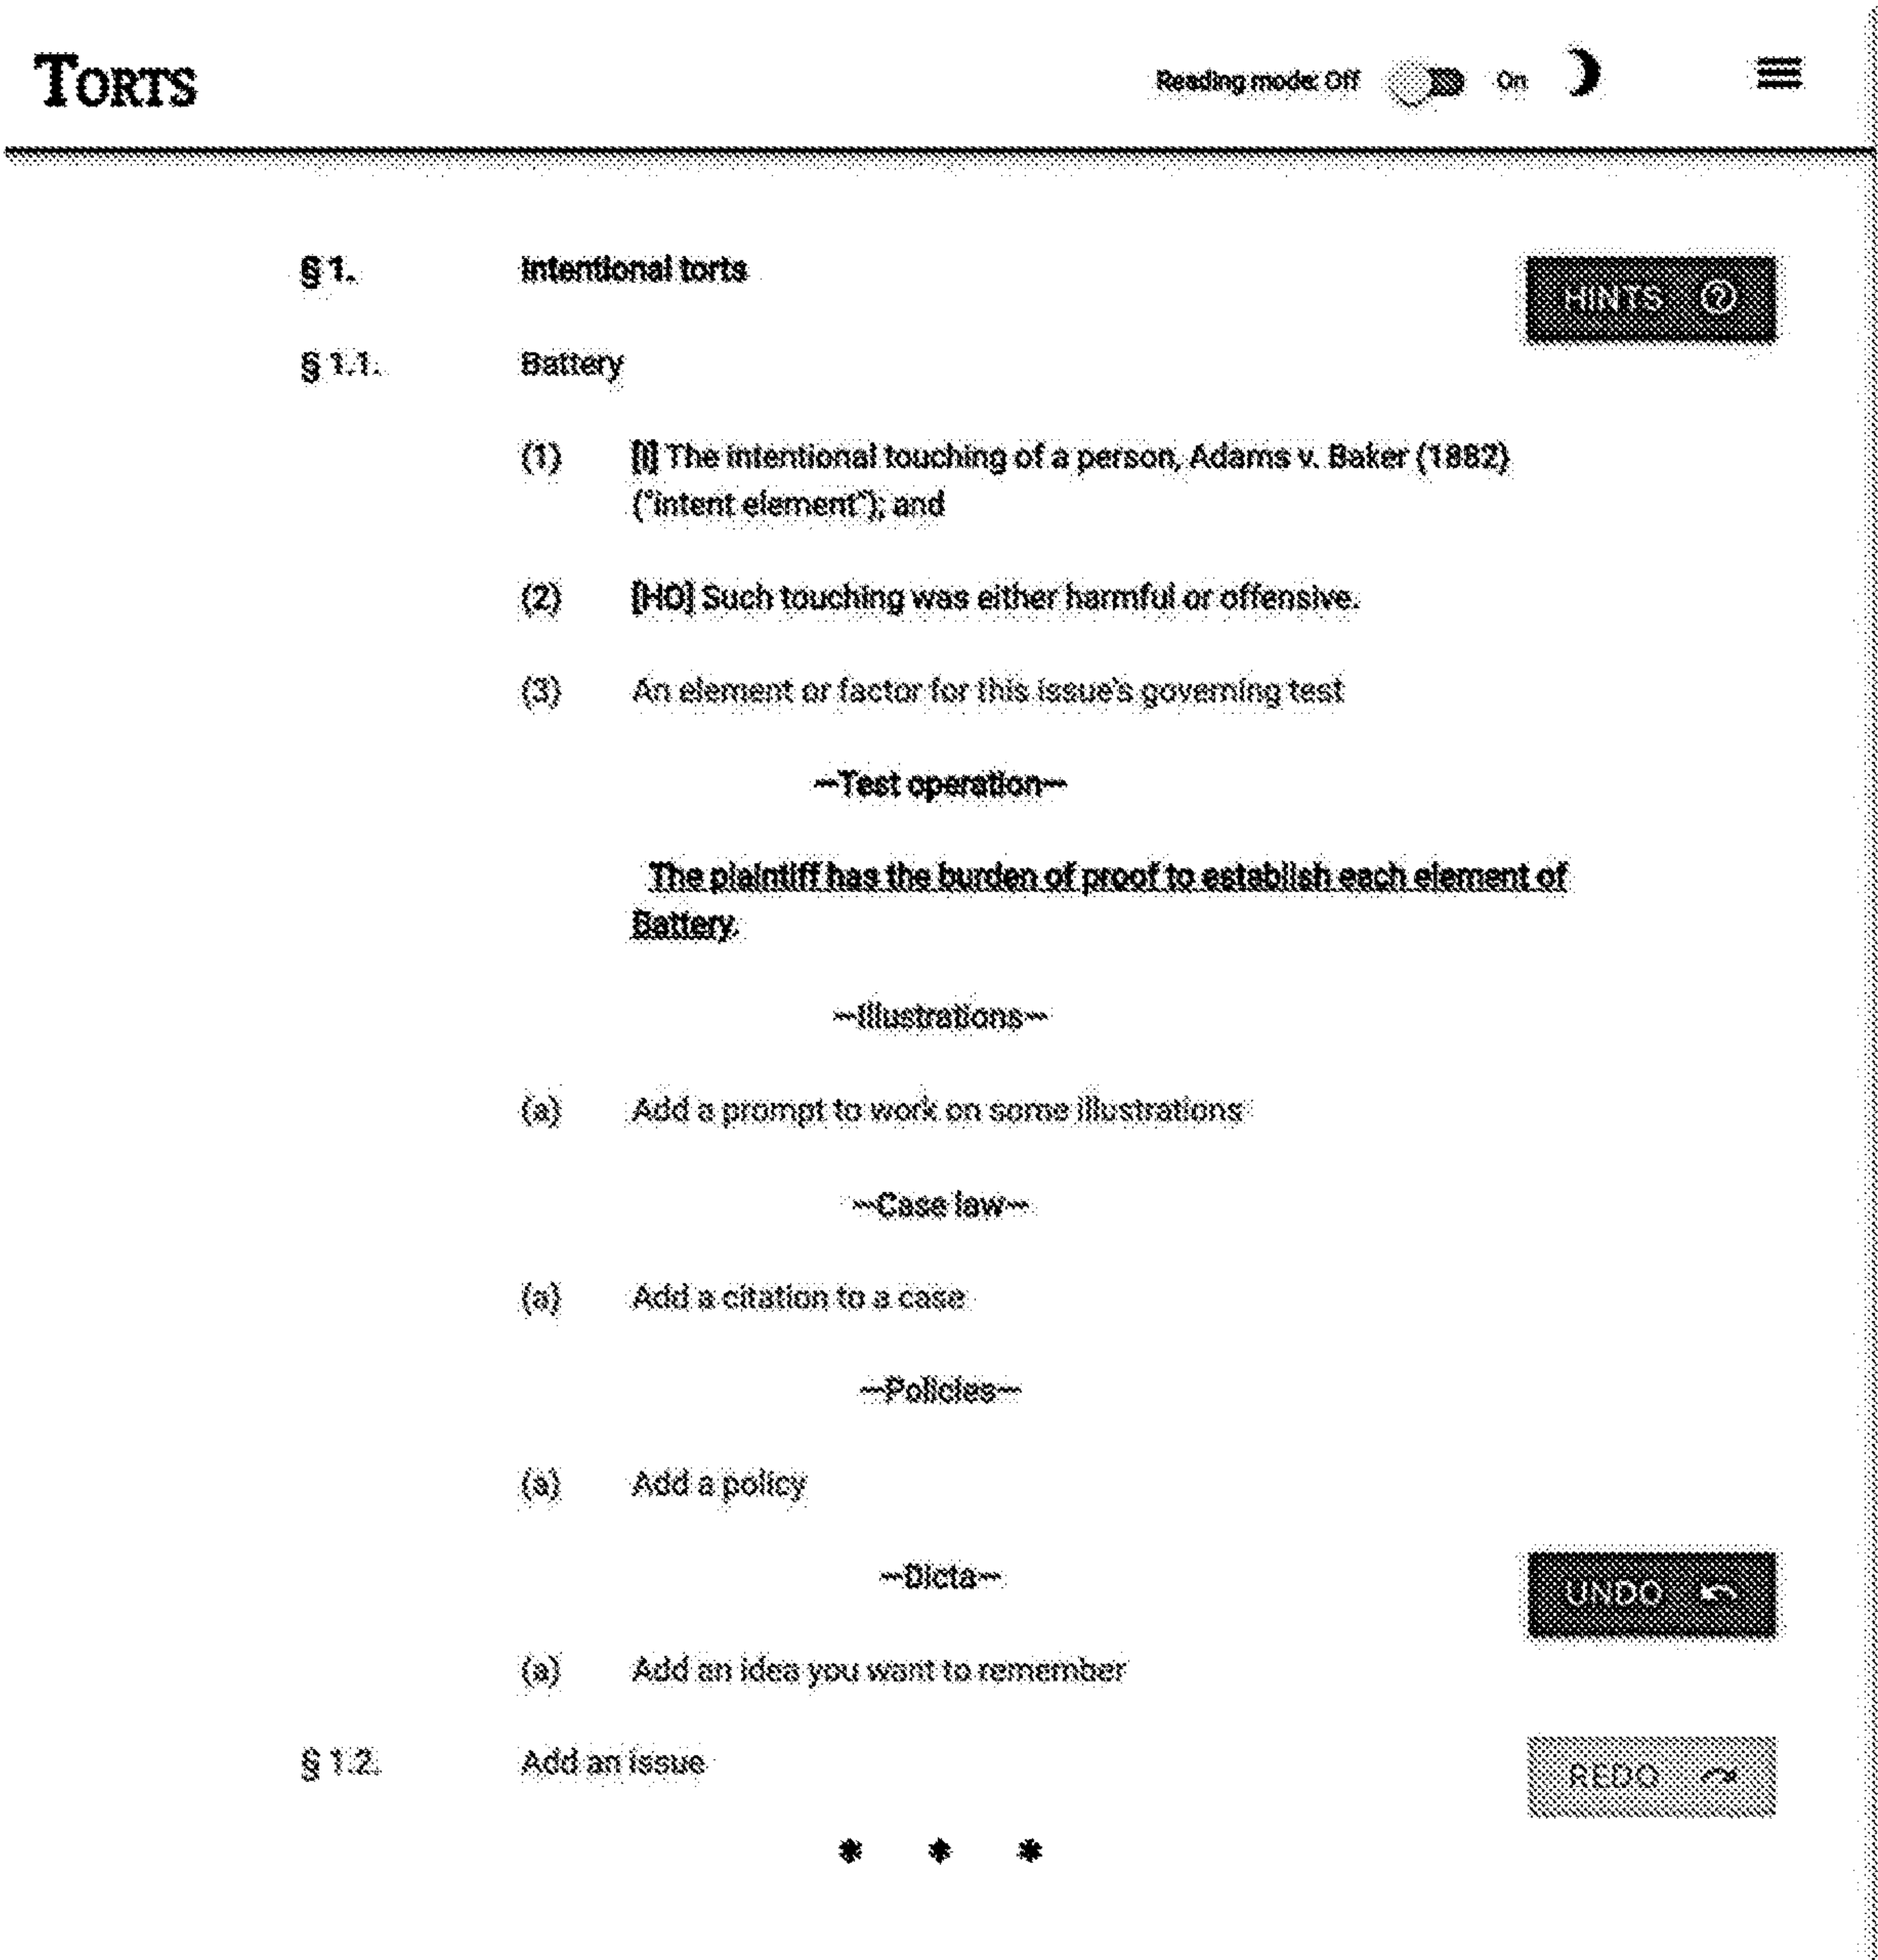 TORTS
Reading mode: Off On
§ 1. Intentional torts
HINTS
§ 1.1. Battery
(1) [I] The intentional touching of a person, Adams v. Baker (1882)
("intent element"); and
(2) [HO] Such touching was either harmful or offensive.
(3) An element or factor for this issue's governing test
—Test operation—
The plaintiff has the burden of proof to establish each element of
Battery.
—Illustrations—
(a) Add a prompt to work on some illustrations
—Case law—
(a) Add a citation to a case
—Policies—
(a) Add a policy
—Dicta—
UNDO
(a) Add an idea you want to remember
§ 1.2. Add an issue
REDO
* * *